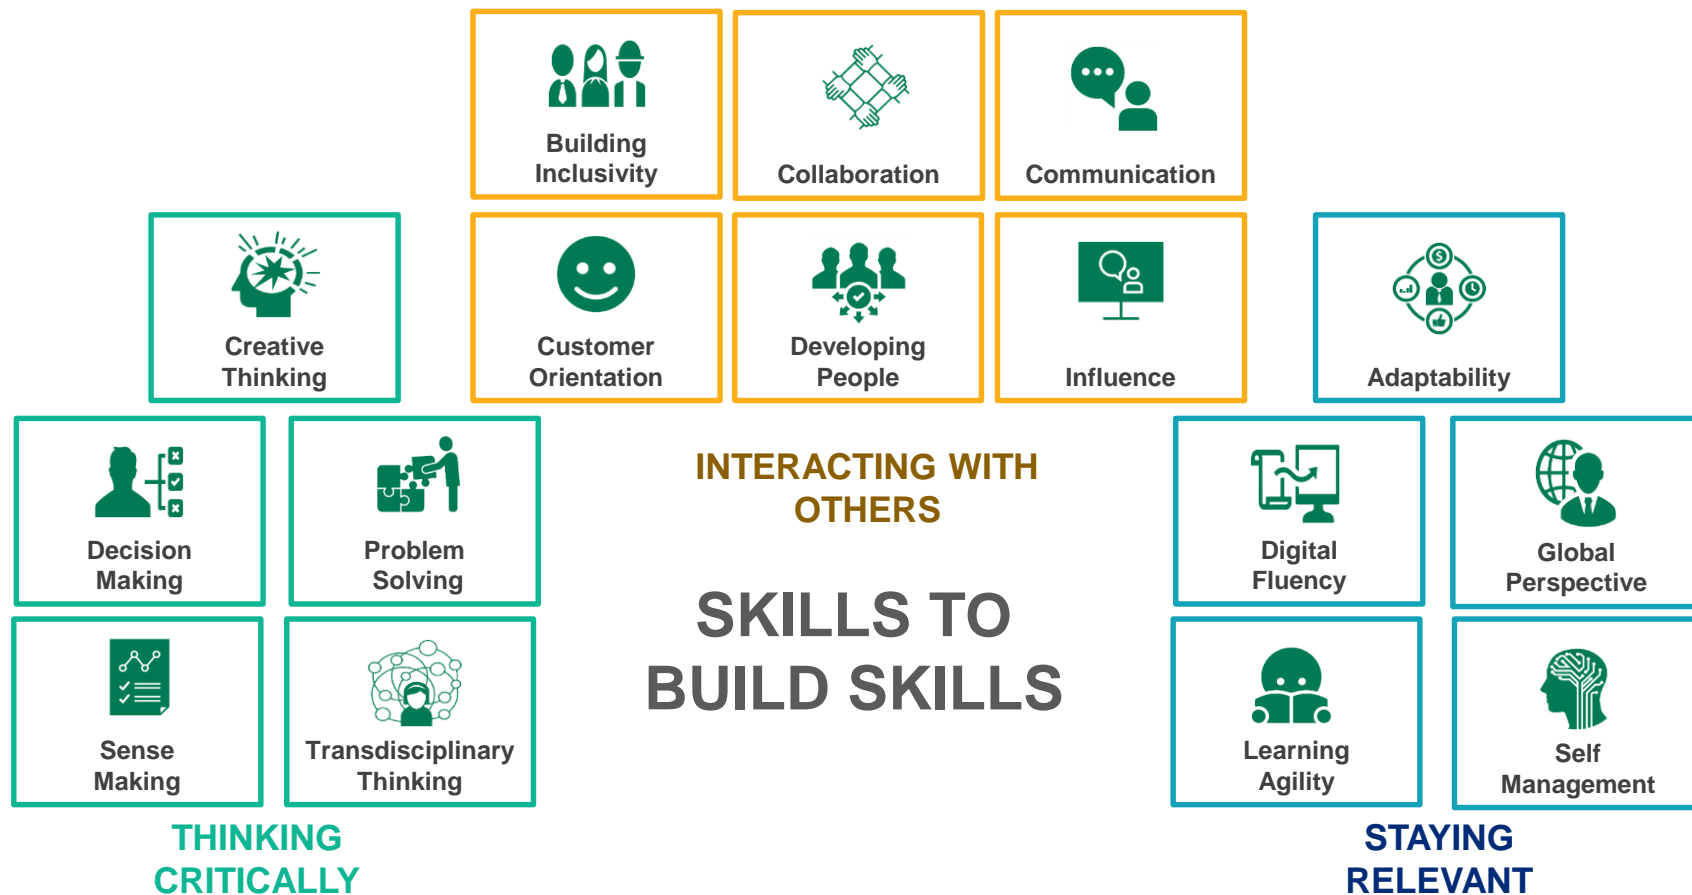 Building
Inclusivity
Collaboration
Communication
Creative
Thinking
Customer
Orientation
Developing
People
Influence
Adaptability
Decision
Making
Problem
Solving
INTERACTING WITH
OTHERS
Digital
Fluency
Global
Perspective
SKILLS TO
BUILD SKILLS
Sense
Making
Transdisciplinary
Thinking
Learning
Agility
Self
Management
THINKING
CRITICALLY
STAYING
RELEVANT